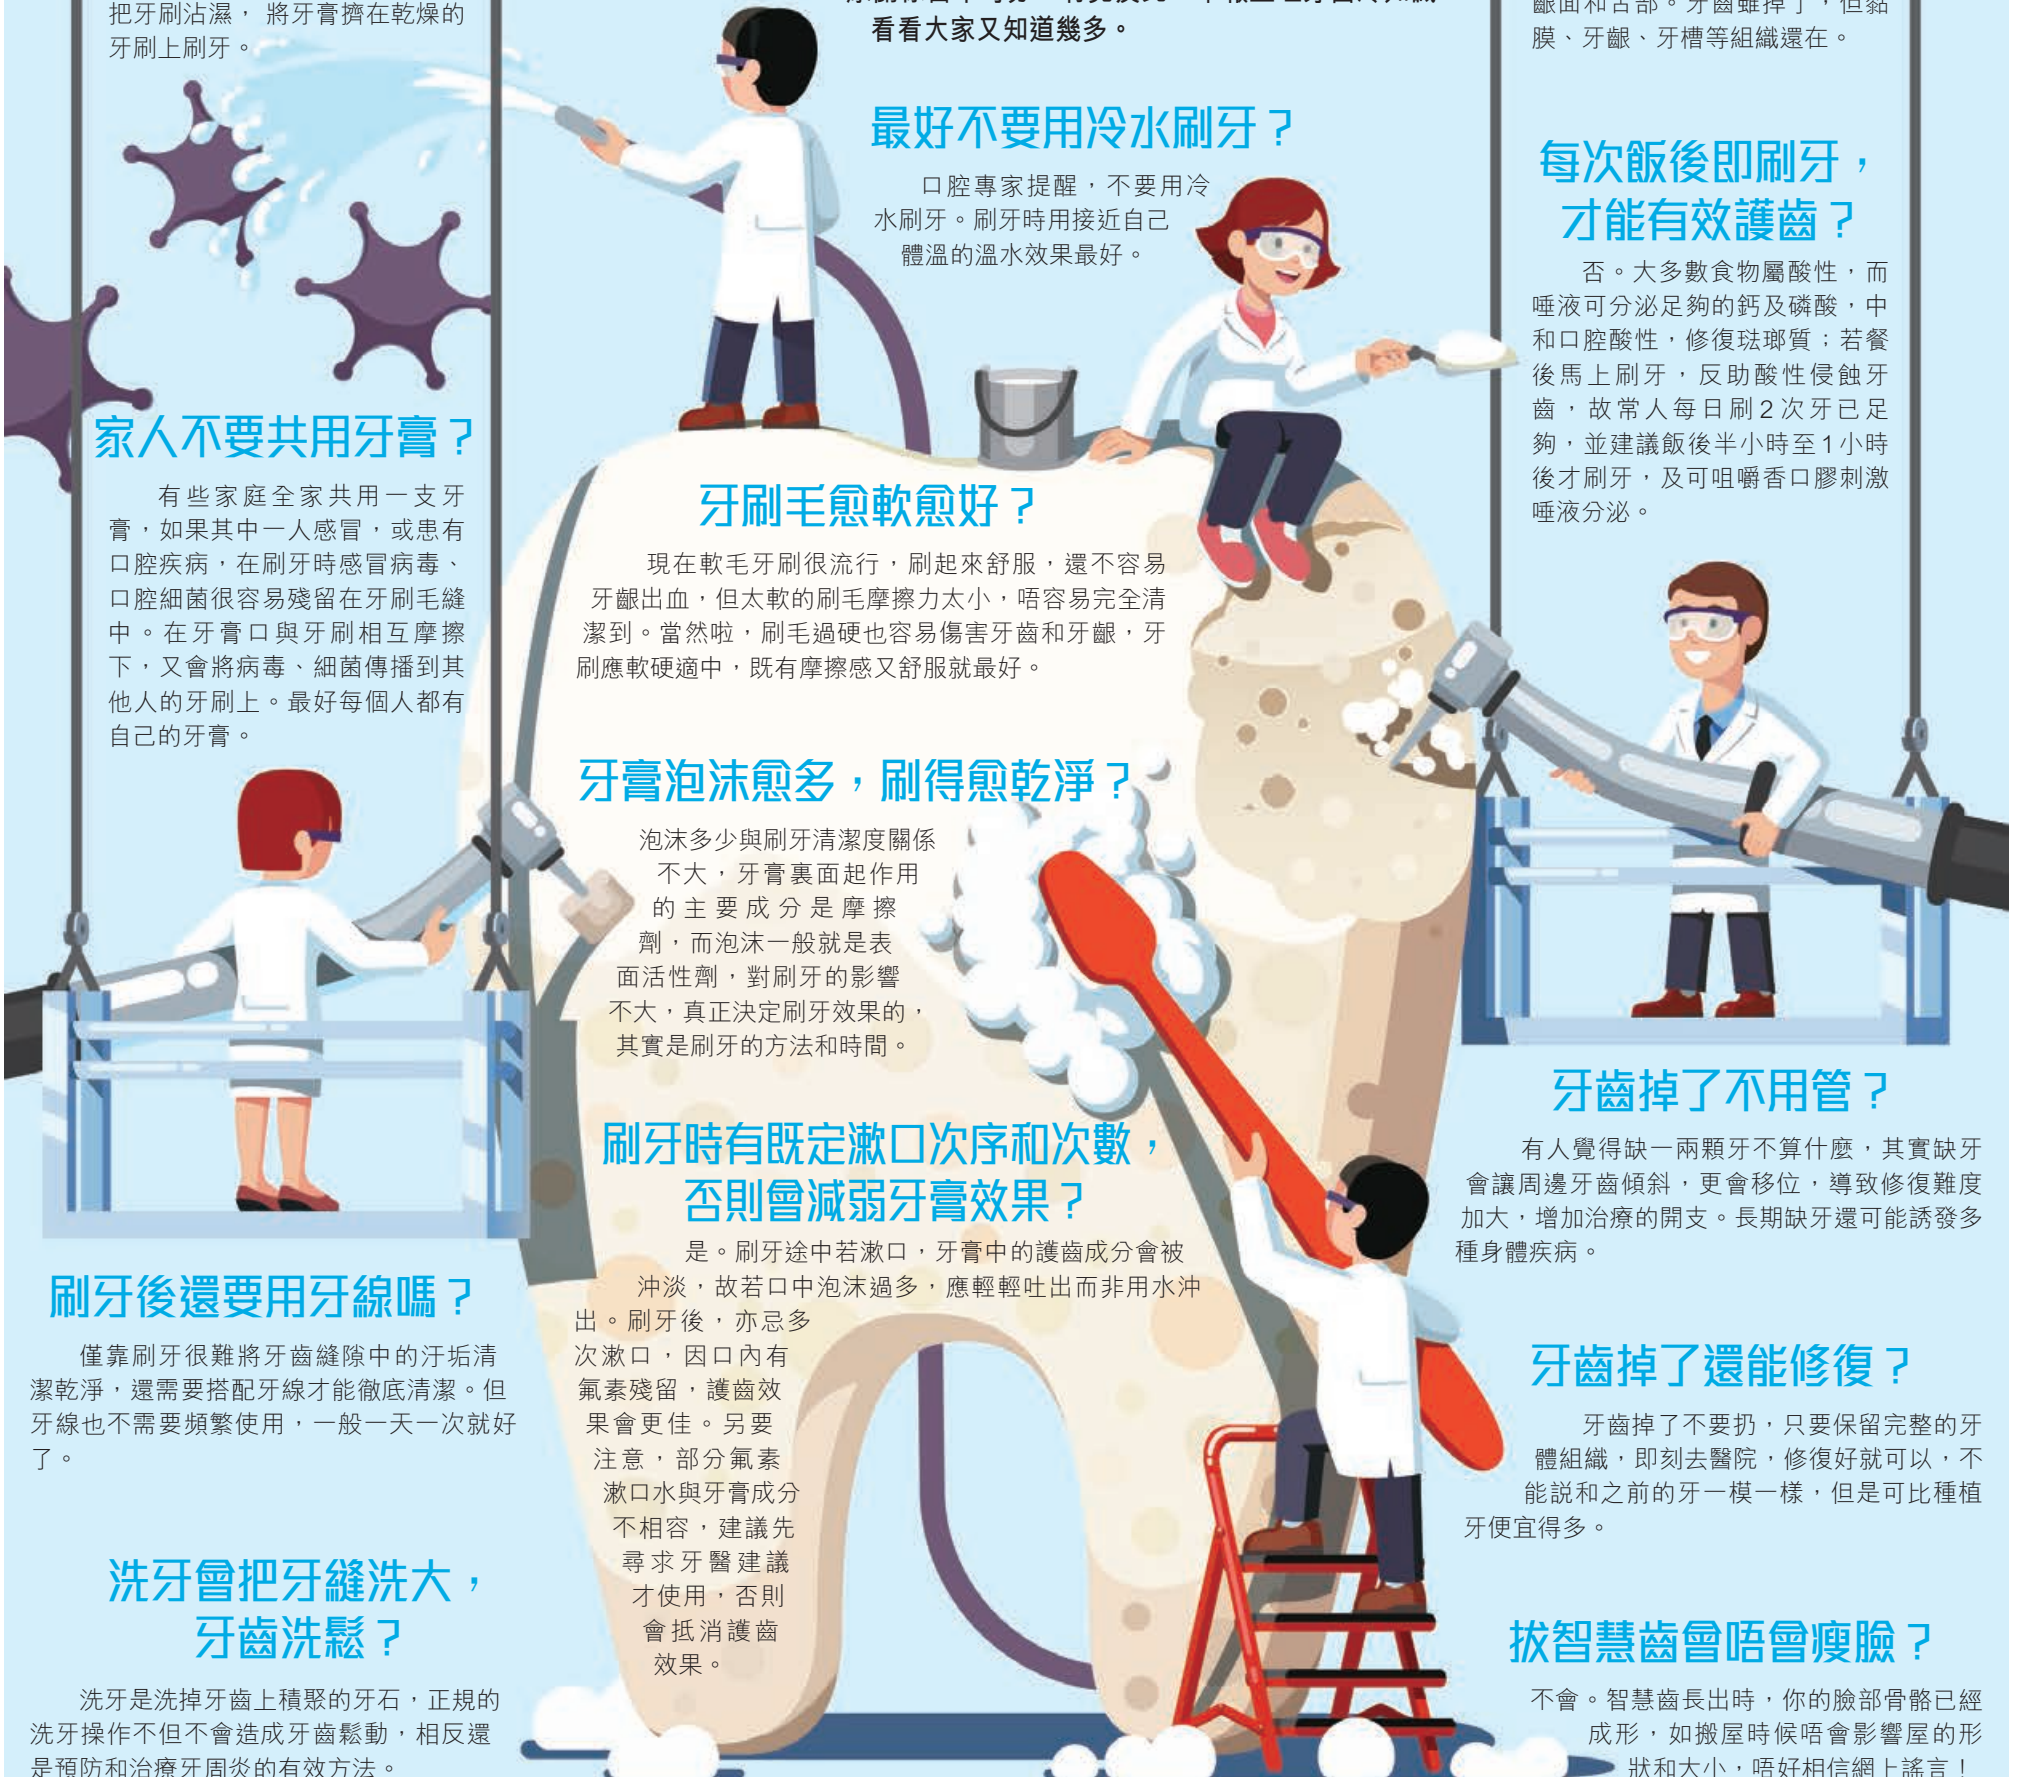 把牙刷沾濕， 將牙膏擠在乾燥的
牙刷上刷牙。
家人不要共用牙膏？
有些家庭全家共用一支牙
膏，如果其中一人感冒，或患有
口腔疾病，在刷牙時感冒病毒、
口腔細菌很容易殘留在牙刷毛縫
中。在牙膏口與牙刷相互摩擦
下，又會將病毒、細菌傳播到其
他人的牙刷上。最好每個人都有
自己的牙膏。
刷牙後還要用牙線嗎？
僅靠刷牙很難將牙齒縫隙中的汙垢清
潔乾淨，還需要搭配牙線才能徹底清潔。但
牙線也不需要頻繁使用，一般一天一次就好
了。
洗牙會把牙縫洗大，
牙齒洗鬆？
洗牙是洗掉牙齒上積聚的牙石，正規的
洗牙操作不但不會造成牙齒鬆動，相反還
是預防和治療牙周炎的有效方法。
看看大家又知道幾多。
最好不要用冷水刷牙？
口腔專家提醒，不要用冷
水刷牙。刷牙時用接近自己
體溫的溫水效果最好。
牙刷毛愈軟愈好？
現在軟毛牙刷很流行，刷起來舒服，還不容易
牙齦出血，但太軟的刷毛摩擦力太小，唔容易完全清
潔到。當然啦，刷毛過硬也容易傷害牙齒和牙齦，牙
刷應軟硬適中，既有摩擦感又舒服就最好。
牙膏泡沫愈多，刷得愈乾淨？
泡沫多少與刷牙清潔度關係
不大，牙膏裏面起作用
的主要成分是摩擦
劑，而泡沫一般就是表
面活性劑，對刷牙的影響
不大，真正決定刷牙效果的，
其實是刷牙的方法和時間。
刷牙時有既定漱口次序和次數，
否則會減弱牙膏效果？
是。刷牙途中若漱口，牙膏中的護齒成分會被
沖淡，故若口中泡沫過多，應輕輕吐出而非用水沖
出。刷牙後，亦忌多
次漱口，因口內有
氟素殘留，護齒效
果會更佳。另要
注意，部分氟素
漱口水與牙膏成分
不相容，建議先
尋求牙醫建議
才使用，否則
會抵消護齒
效果。
齦面和舌部。牙齒雖掉了，但黏
膜、牙齦、牙槽等組織還在。
每次飯後即刷牙，
才能有效護齒？
否。大多數食物屬酸性，而
唾液可分泌足夠的鈣及磷酸，中
和口腔酸性，修復琺瑯質；若餐
後馬上刷牙，反助酸性侵蝕牙
齒，故常人每日刷2次牙已足
夠，並建議飯後半小時至1小時
後才刷牙，及可咀嚼香口膠刺激
唾液分泌。
牙齒掉了不用管？
有人覺得缺一兩顆牙不算什麼，其實缺牙
會讓周邊牙齒傾斜，更會移位，導致修復難度
加大，增加治療的開支。長期缺牙還可能誘發多
種身體疾病。
牙齒掉了還能修復？
牙齒掉了不要扔，只要保留完整的牙
體組織，即刻去醫院，修復好就可以，不
能説和之前的牙一模一樣，但是可比種植
牙便宜得多。
拔智慧齒會唔會瘦臉？
不會。智慧齒長出時，你的臉部骨骼已經
成形，如搬屋時候唔會影響屋的形
狀和大小，唔好相信網上謠言！